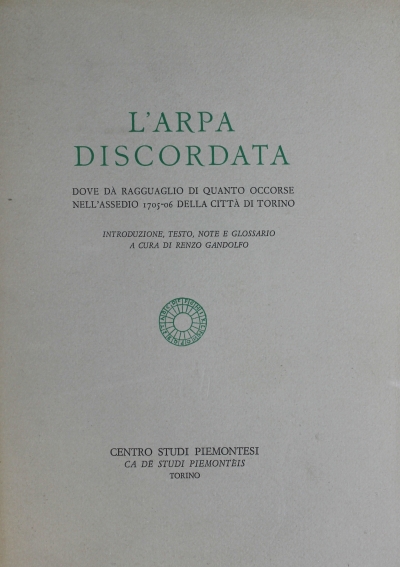 L'ARPA
DISCORDATA
DOVE DÀ RAGGUAGLIO DI QUANTO OCCORSE
NELL'ASSEDIO 1705-06 DELLA CITTÀ DI TORINO
INTRODUZIONE, TESTO, NOTE E GLOSSARIO
A CURA DI RENZO GANDOLFO
CENTRO STUDI PIEMONTESI
CA DË STUDI PIEMONTÈIS
TORINO